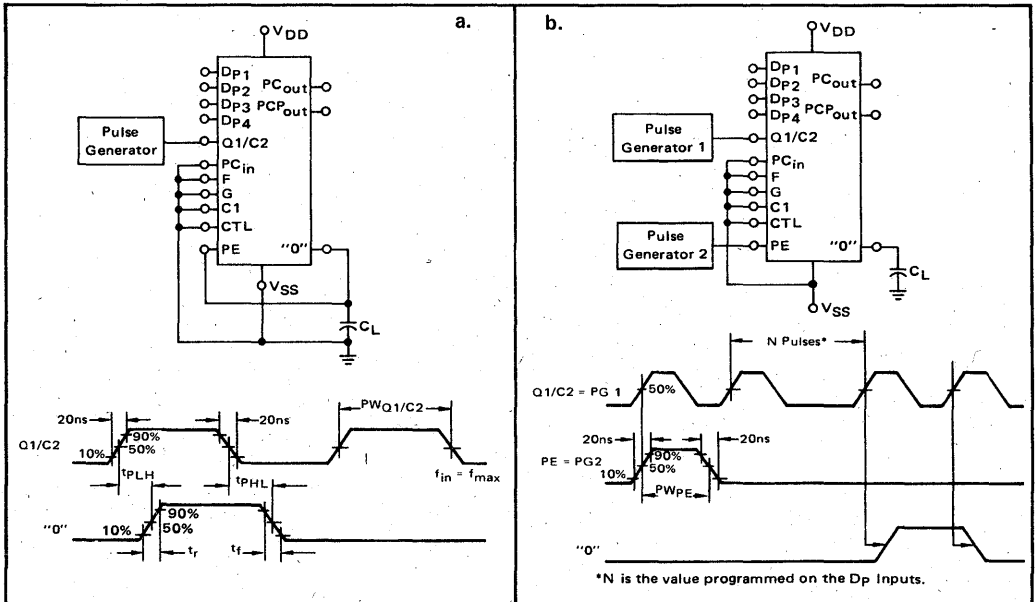 a.
VDD
DP1
DP2
DP3
DP4
PCout
PCPout
Pulse
Generator
Q1/C2
PCin
F
G
C1
CTL
PE
"0"
VSS
CL
20ns
20ns
PWQ1/C2
Q1/C2
10%
90%
50%
tPLH
tPHL
fin = fmax
"0"
10%
90%
50%
tr
tf
b.
VDD
DP1
DP2
DP3
DP4
PCout
PCPout
Pulse
Generator 1
Q1/C2
PCin
F
G
C1
CTL
Pulse
Generator 2
PE
"0"
CL
VSS
N Pulses*
Q1/C2 = PG 1
50%
20ns
20ns
PE = PG2
10%
90%
50%
PWPE
"0"
*N is the value programmed on the DP Inputs.